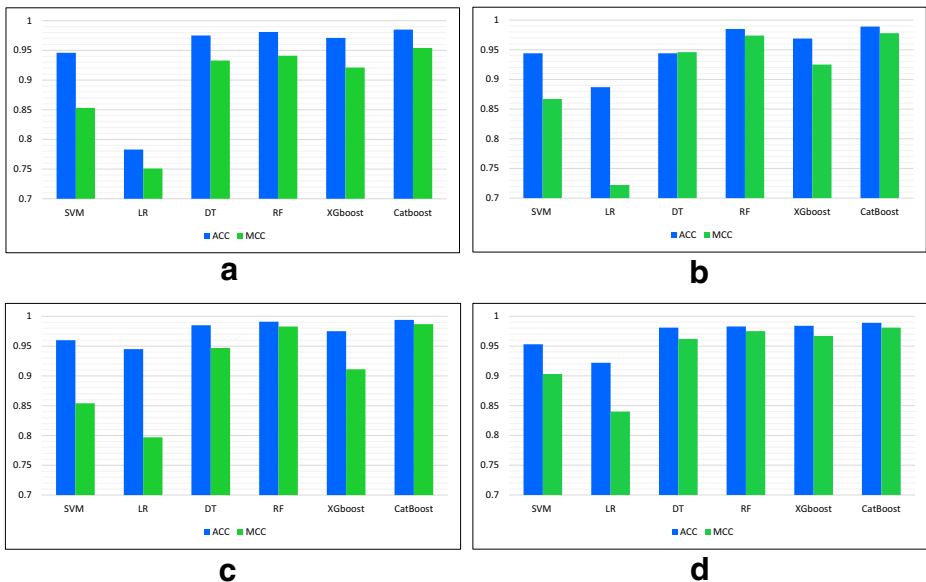 1
0.95
0.9
0.85
0.8
0.75
0.7
SVM LR DT RF XGboost Catboost
ACC MCC
a
1
0.95
0.9
0.85
0.8
0.75
0.7
SVM LR DT RF XGboost CatBoost
ACC MCC
b
1
0.95
0.9
0.85
0.8
0.75
0.7
SVM LR DT RF XGboost CatBoost
ACC MCC
c
1
0.95
0.9
0.85
0.8
0.75
0.7
SVM LR DT RF XGboost CatBoost
ACC MCC
d